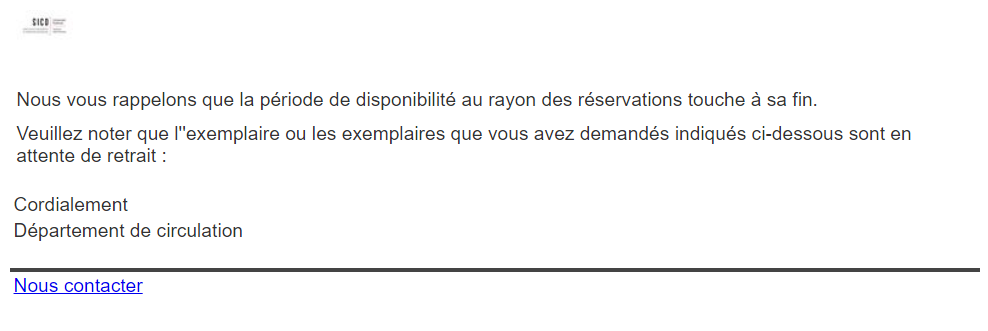 SICD
Nous vous rappelons que la période de disponibilité au rayon des réservations touche à sa fin.
Veuillez noter que l''exemplaire ou les exemplaires que vous avez demandés indiqués ci-dessous sont en
attente de retrait :
Cordialement
Département de circulation
Nous contacter